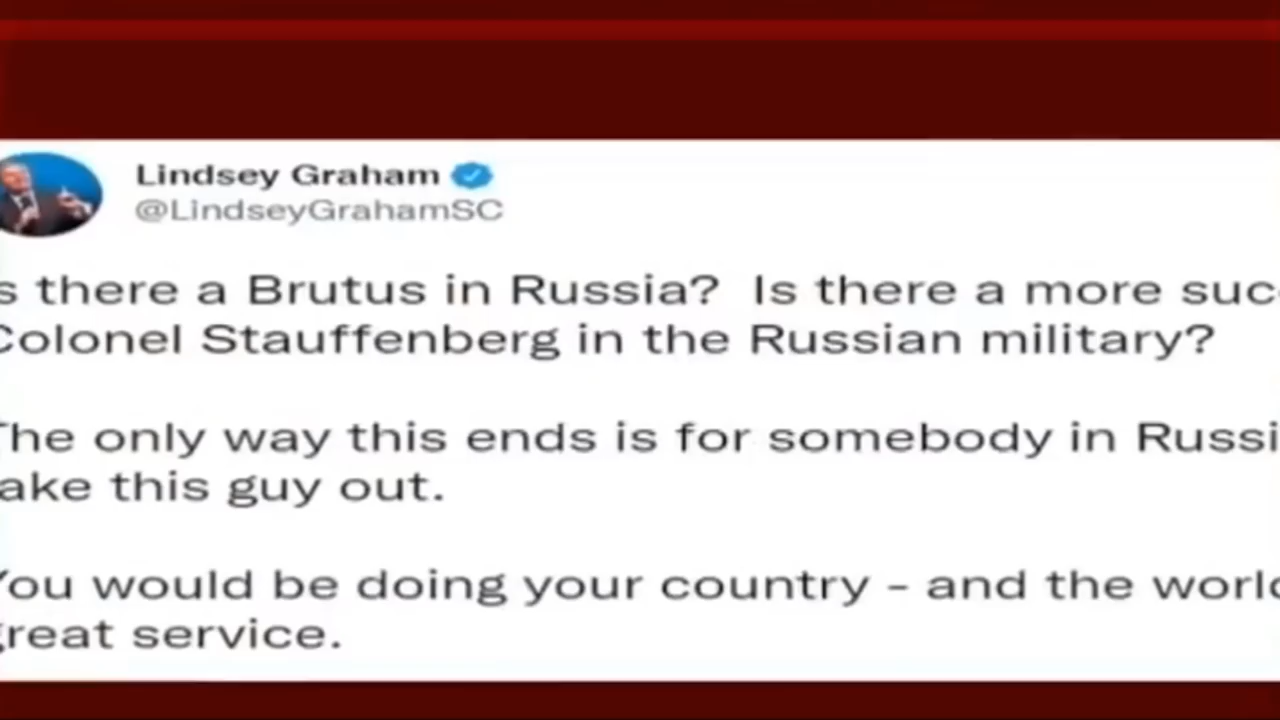 Lindsey Graham
@LindseyGrahamSC
s there a Brutus in Russia? Is there a more suc
Colonel Stauffenberg in the Russian military?
The only way this ends is for somebody in Russi
ake this guy out.
You would be doing your country - and the world
great service.